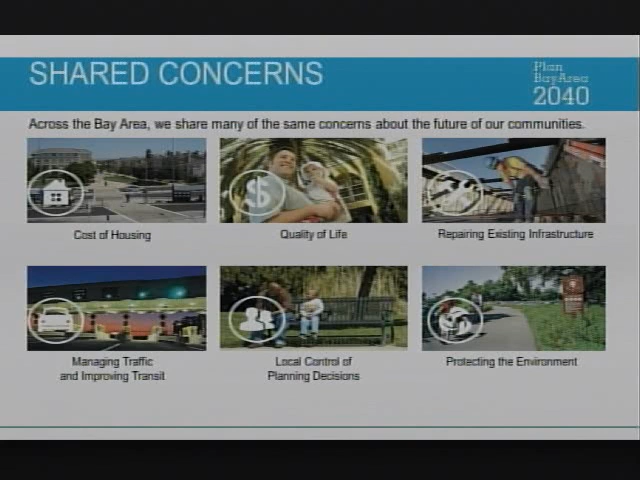 SHARED CONCERNS
Plan
BayArea
2040
Across the Bay Area, we share many of the same concerns about the future of our communities.
$
Cost of Housing
Quality of Life
Repairing Existing Infrastructure
Managing Traffic
and Improving Transit
Local Control of
Planning Decisions
Protecting the Environment